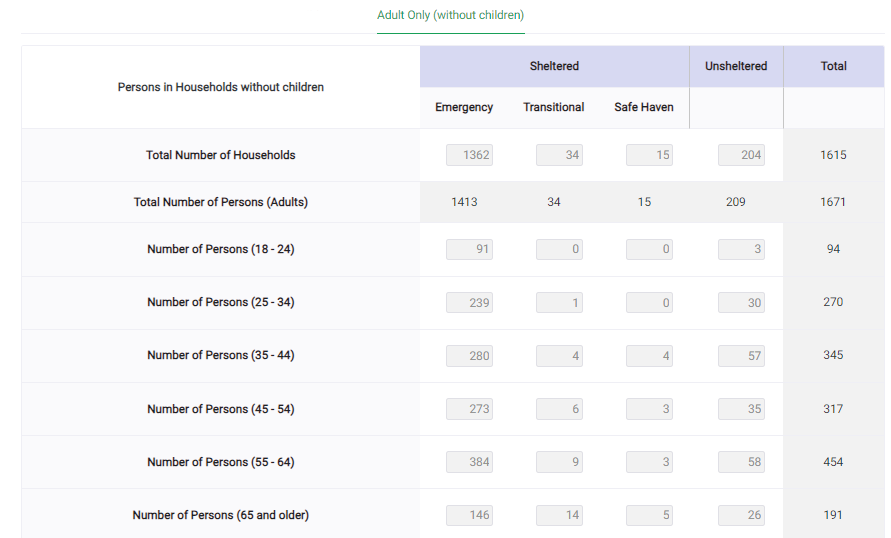 Adult Only (without children)
Persons in Households without children Sheltered Unsheltered Total
Emergency Transitional Safe Haven
Total Number of Households 1362 34 15 204 1615
Total Number of Persons (Adults) 1413 34 15 209 1671
Number of Persons (18 - 24) 91 0 0 3 94
Number of Persons (25 - 34) 239 1 0 30 270
Number of Persons (35 - 44) 280 4 4 57 345
Number of Persons (45 - 54) 273 6 3 35 317
Number of Persons (55 - 64) 384 9 3 58 454
Number of Persons (65 and older) 146 14 5 26 191